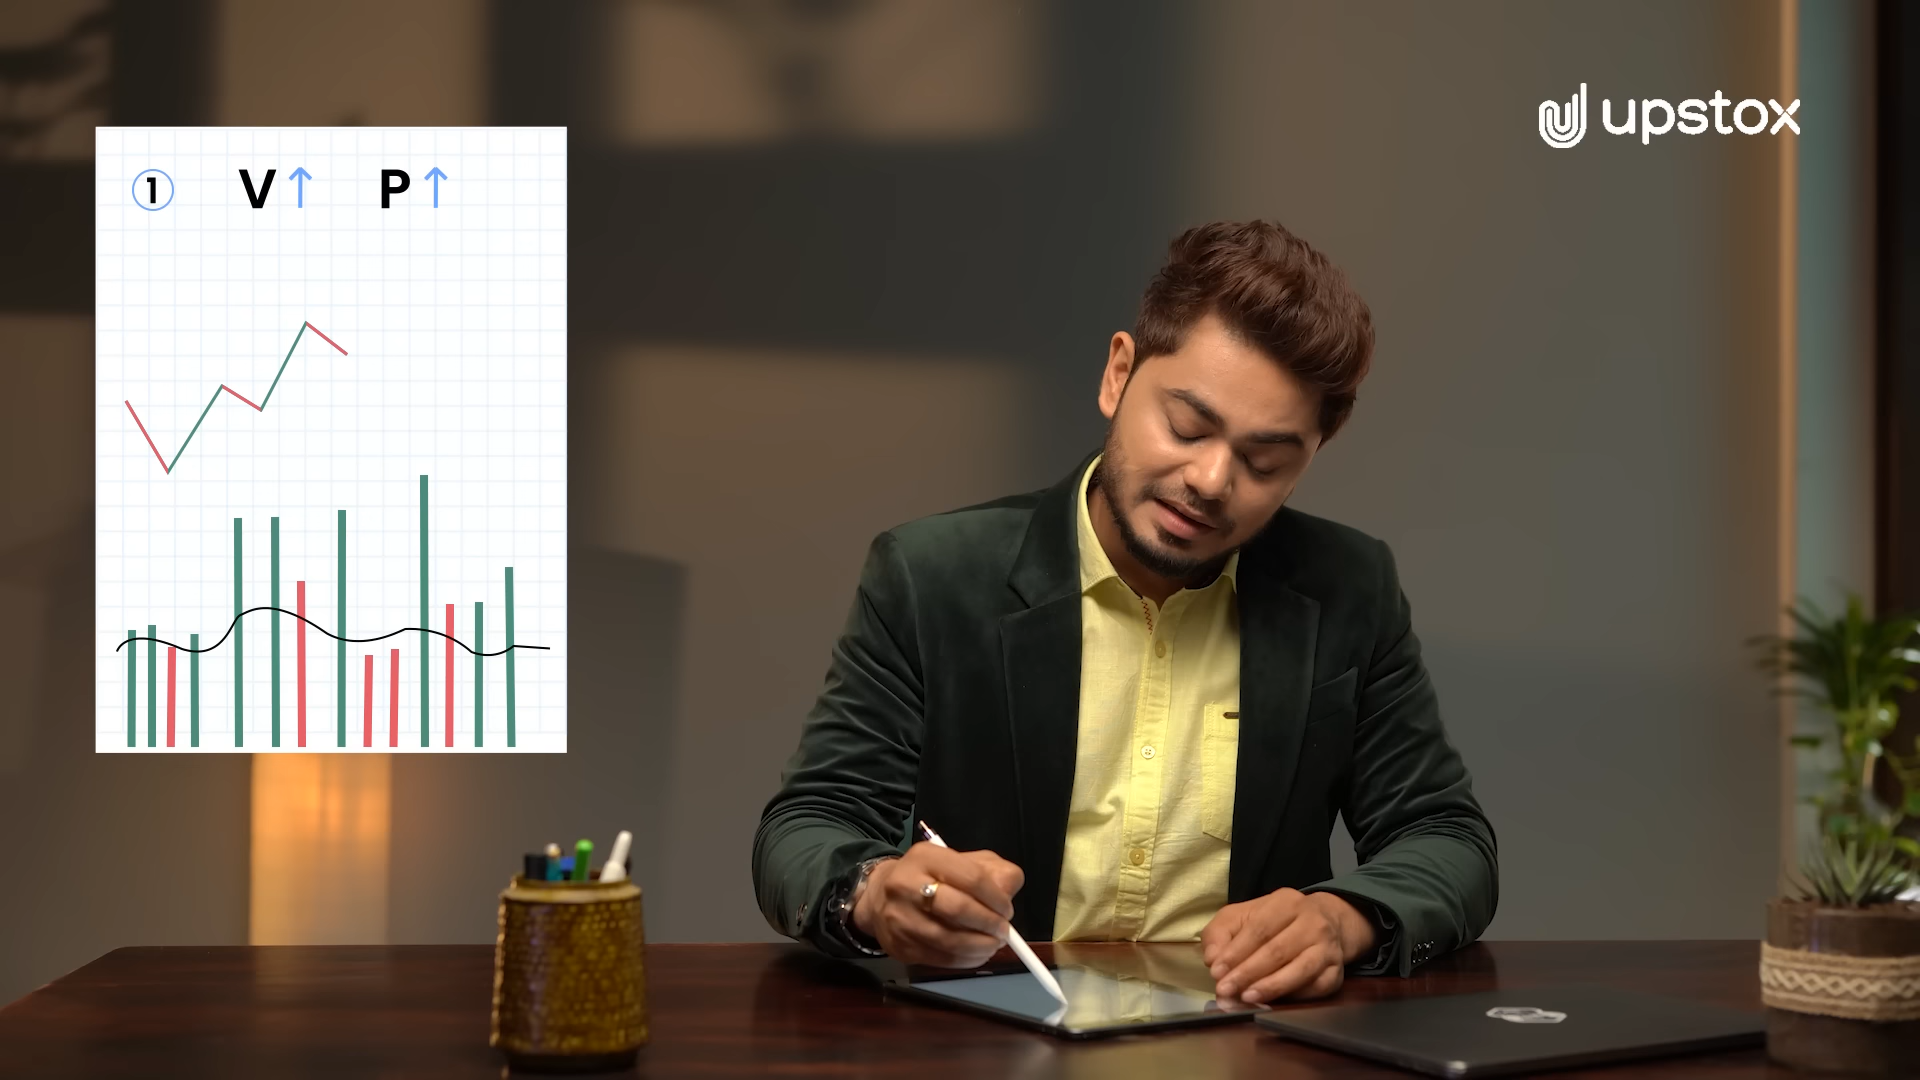 ① V↑ P↑
upstox